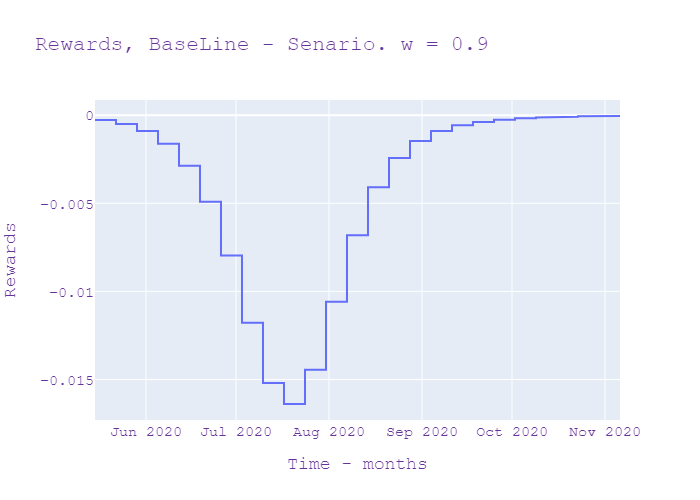 Rewards, BaseLine - Senario. w = 0.9
0
−0.005
−0.01
−0.015
Rewards
Jun 2020 Jul 2020 Aug 2020 Sep 2020 Oct 2020 Nov 2020
Time - months